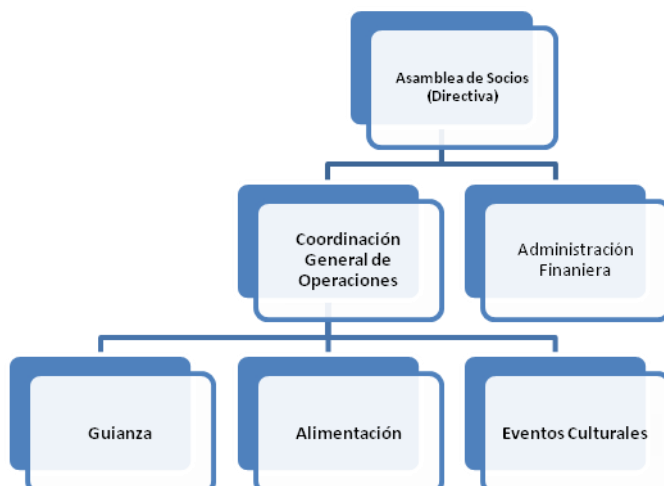 Asamblea de Socios
(Directiva)
Coordinación
General de
Operaciones
Administración
Finaniera
Guianza
Alimentación
Eventos Culturales